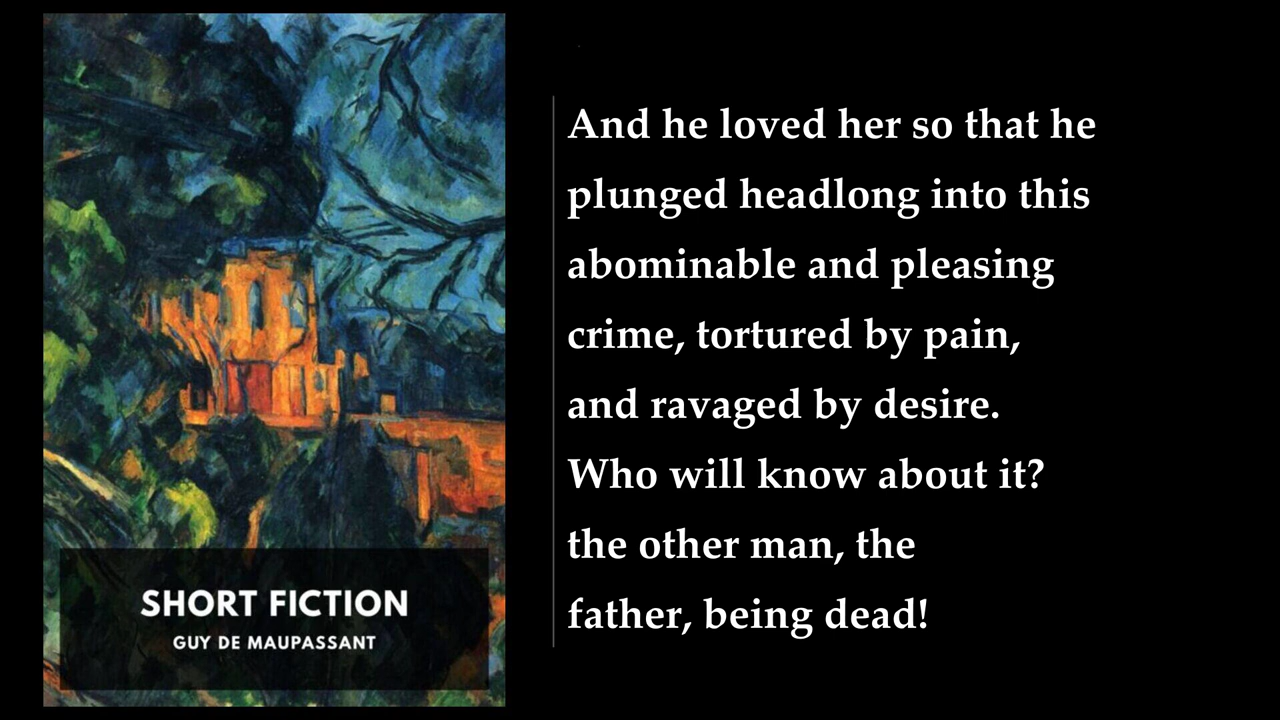 SHORT FICTION
GUY DE MAUPASSANT
And he loved her so that he
plunged headlong into this
abominable and pleasing
crime, tortured by pain,
and ravaged by desire.
Who will know about it?
the other man, the
father, being dead!